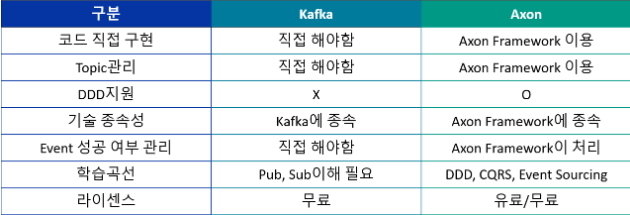 구분 Kafka Axon
코드 직접 구현 직접 해야함 Axon Framework 이용
Topic관리 직접 해야함 Axon Framework 이용
DDD지원 X O
기술 종속성 Kafka에 종속 Axon Framework에 종속
Event 성공 여부 관리 직접 해야함 Axon Framework이 처리
학습곡선 Pub, Sub이해 필요 DDD, CQRS, Event Sourcing
라이센스 무료 유료/무료